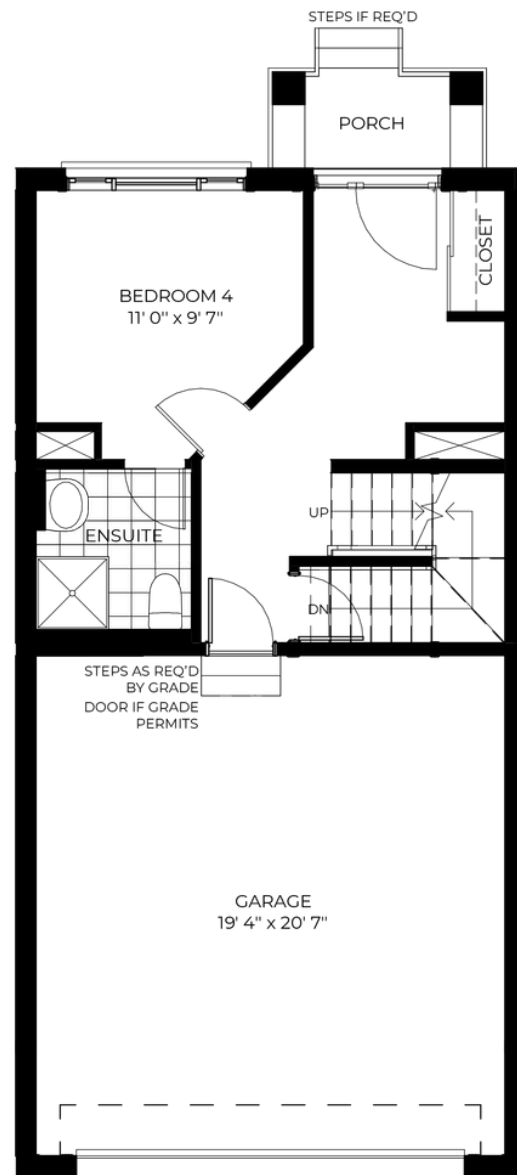 STEPS IF REQ'D
PORCH
CLOSET
BEDROOM 4
11' 0" x 9' 7"
UP
ENSUITE
DN
STEPS AS REQ'D
BY GRADE
DOOR IF GRADE
PERMITS
GARAGE
19' 4" x 20' 7"